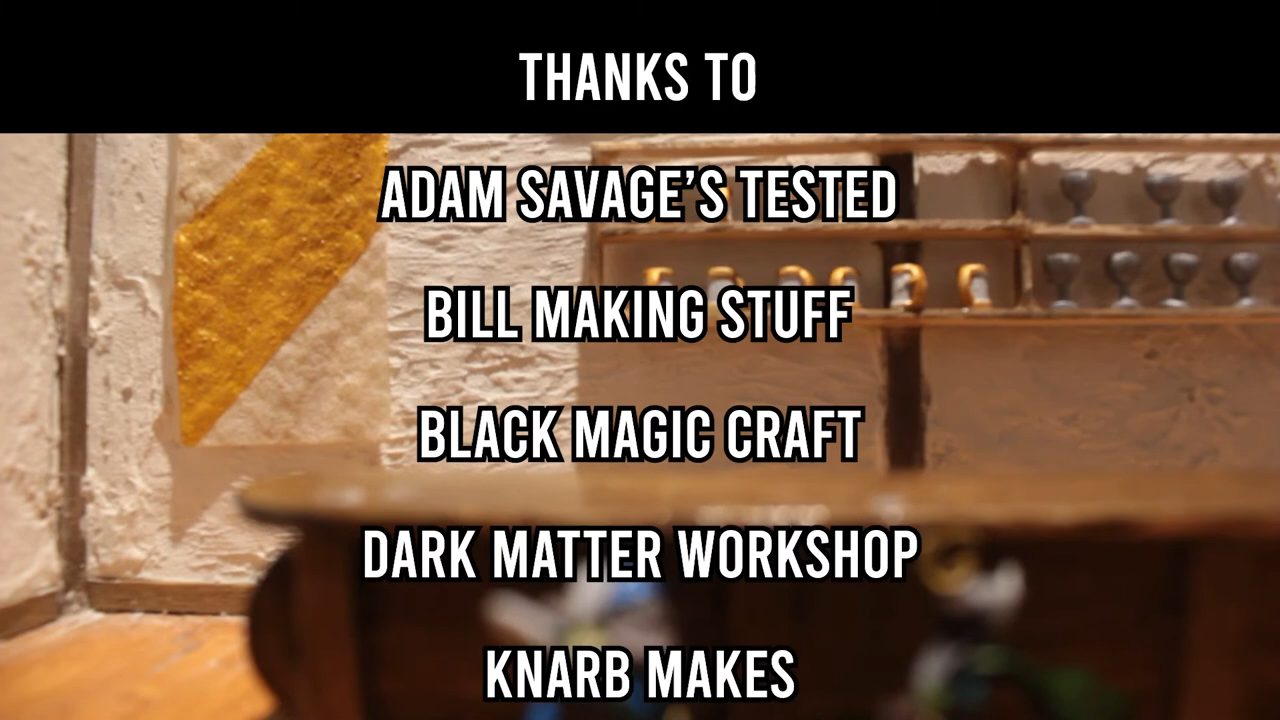 THANKS TO
ADAM SAVAGE’S TESTED
BILL MAKING STUFF
BLACK MAGIC CRAFT
DARK MATTER WORKSHOP
KNARB MAKES